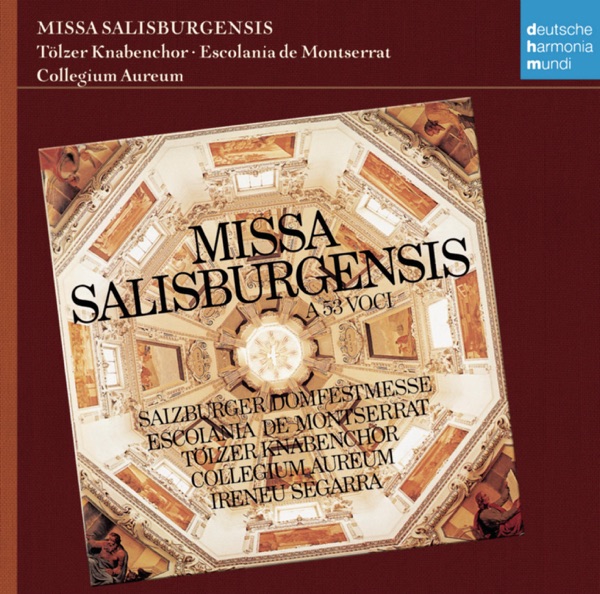 MISSA SALISBURGENSIS
Tölzer Knabenchor · Escolania de Montserrat
Collegium Aureum
deutsche
harmonia
mundi
MISSA
SALISBURGENSIS
A 53 VOCI
SALZBURGER DOMFESTMESSE
ESCOLANIA DE MONTSERRAT
TÖLZER KNABENCHOR
COLLEGIUM AUREUM
IRENEU SEGARRA